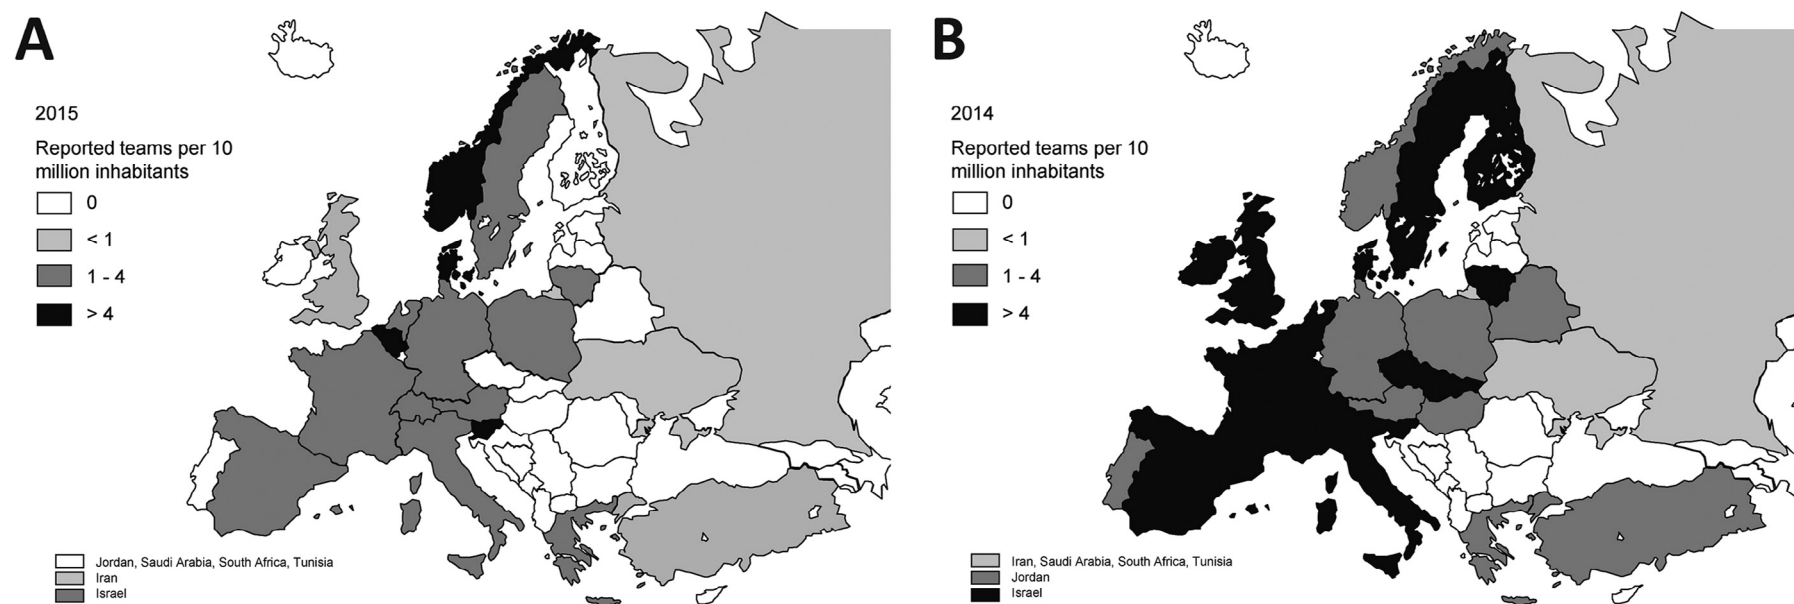 A
2015
Reported teams per 10
million inhabitants
0
< 1
1 - 4
> 4
Jordan, Saudi Arabia, South Africa, Tunisia
Iran
Israel
B
2014
Reported teams per 10
million inhabitants
0
< 1
1 - 4
> 4
Iran, Saudi Arabia, South Africa, Tunisia
Jordan
Israel